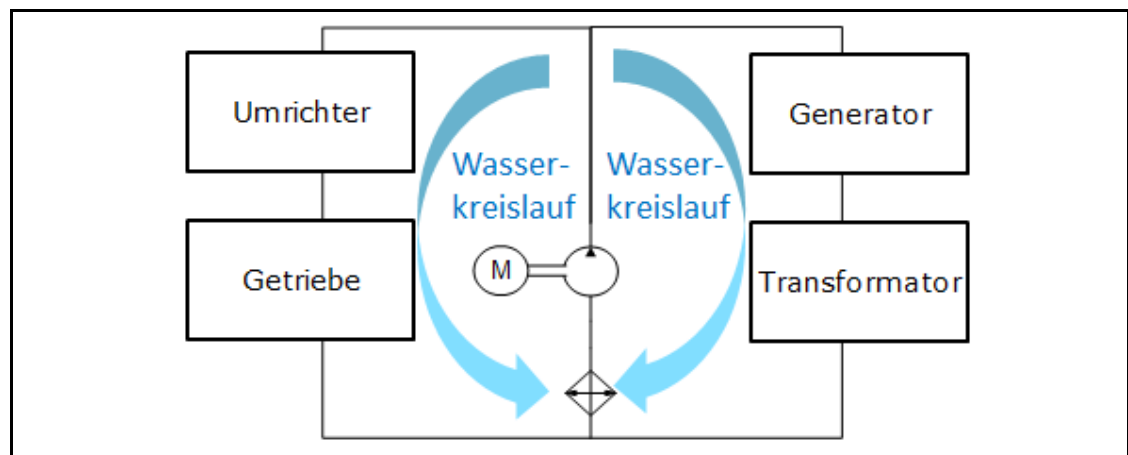 Umrichter
Generator
Wasser-
kreislauf
Wasser-
kreislauf
Getriebe
M
Transformator